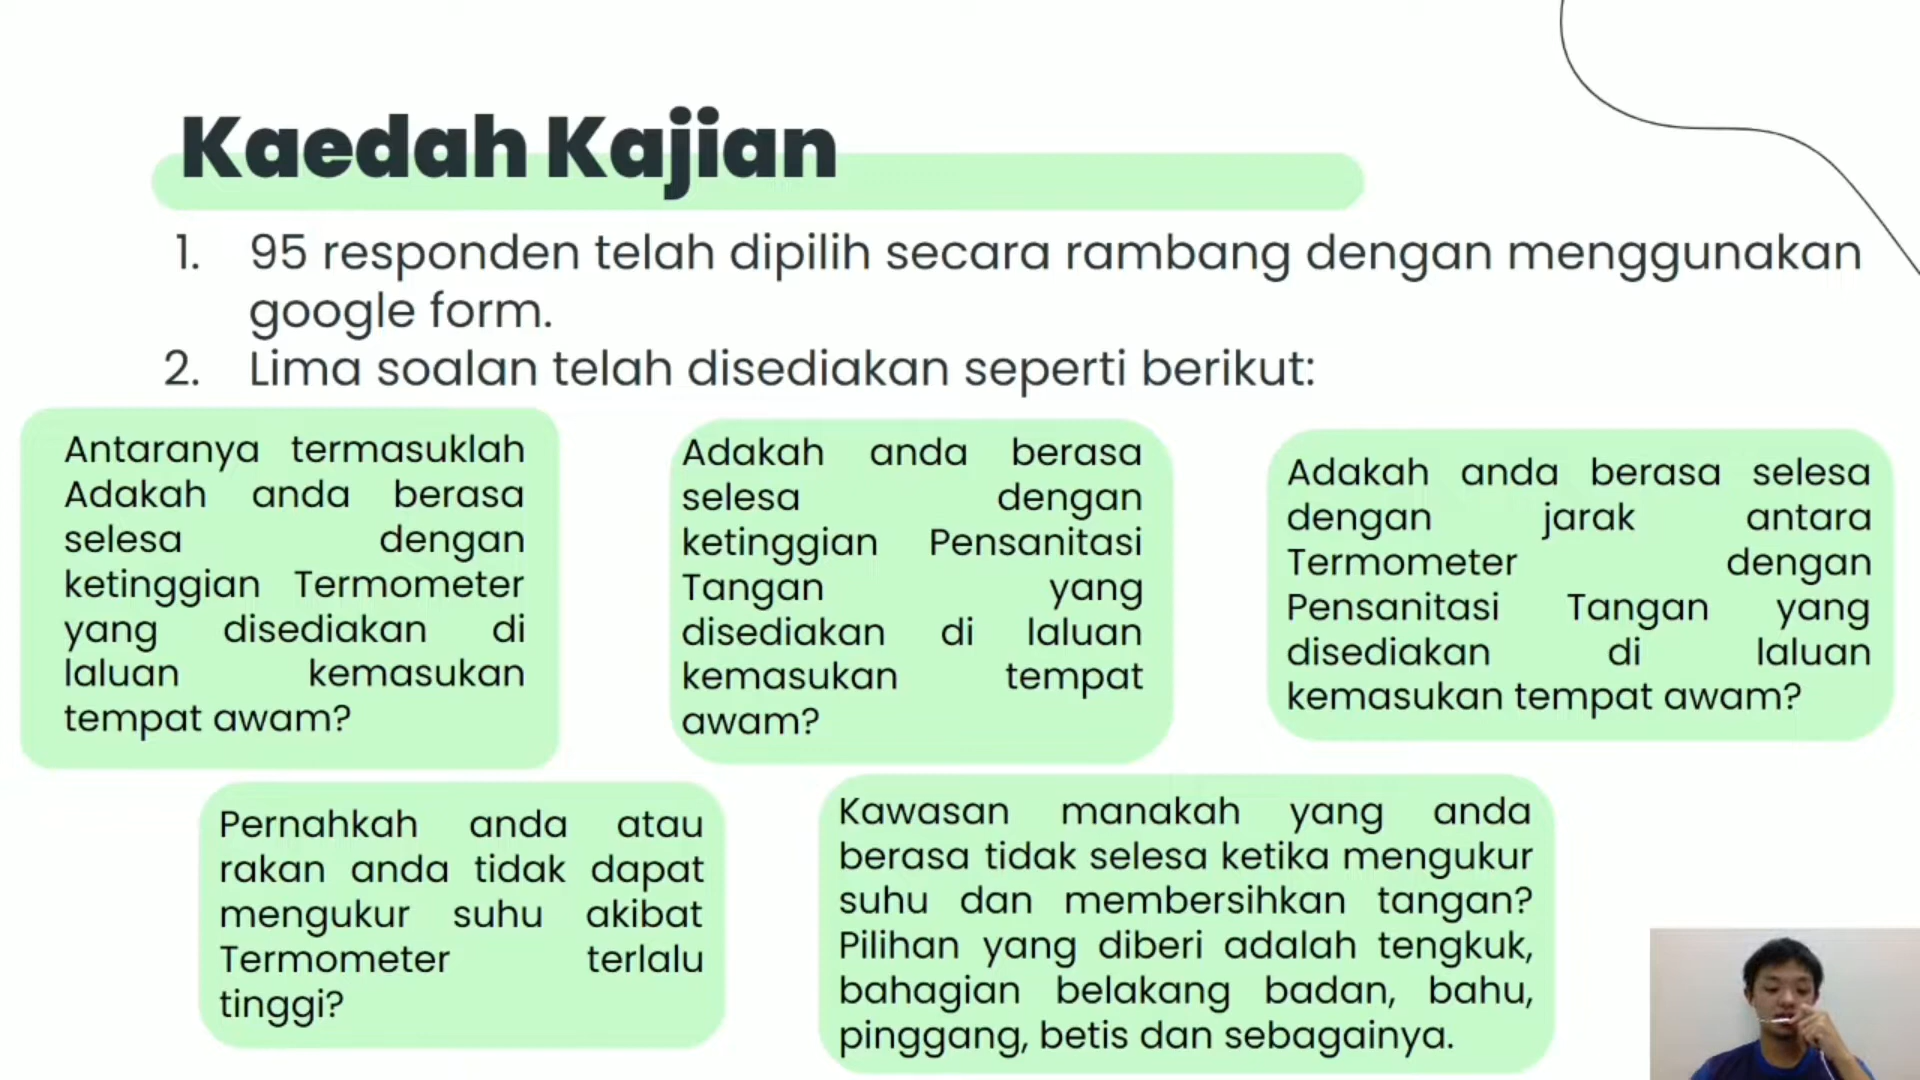 Kaedah Kajian
1. 95 responden telah dipilih secara rambang dengan menggunakan
google form.
2. Lima soalan telah disediakan seperti berikut:
Antaranya termasuklah
Adakah anda berasa
selesa dengan
ketinggian Termometer
yang disediakan di
laluan kemasukan
tempat awam?
Adakah anda berasa
selesa dengan
ketinggian Pensanitasi
Tangan yang
disediakan di laluan
kemasukan tempat
awam?
Adakah anda berasa selesa
dengan jarak antara
Termometer dengan
Pensanitasi Tangan yang
disediakan di laluan
kemasukan tempat awam?
Pernahkah anda atau
rakan anda tidak dapat
mengukur suhu akibat
Termometer terlalu
tinggi?
Kawasan manakah yang anda
berasa tidak selesa ketika mengukur
suhu dan membersihkan tangan?
Pilihan yang diberi adalah tengkuk,
bahagian belakang badan, bahu,
pinggang, betis dan sebagainya.